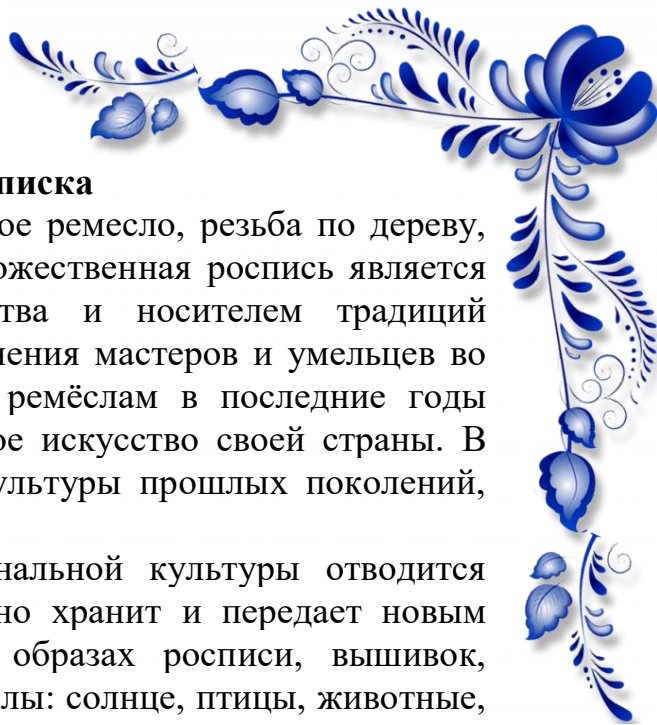 писка
ое ремесло, резьба по дереву,
ожественная роспись является
тва и носителем традиций
ения мастеров и умельцев во
ремёслам в последние годы
ое искусство своей страны. В
ультуры прошлых поколений,
нальной культуры отводится
но хранит и передает новым
образах росписи, вышивок,
лы: солнце, птицы, животные,